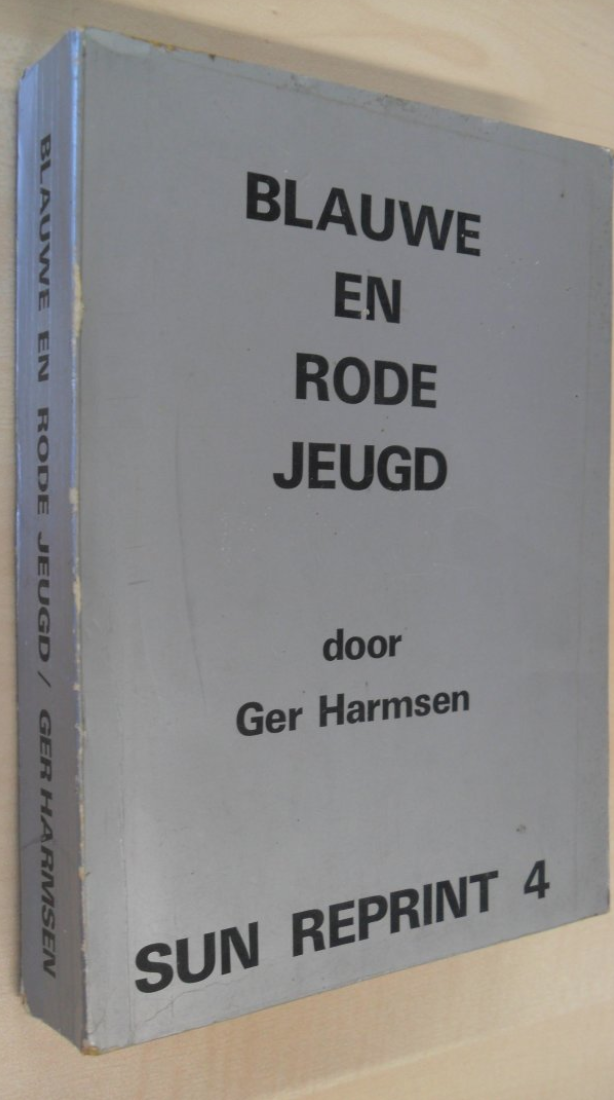 BLAUWE
EN
RODE
JEUGD
door
Ger Harmsen
SUN REPRINT 4
BLAUWE EN RODE JEUGD / GER HARMSEN